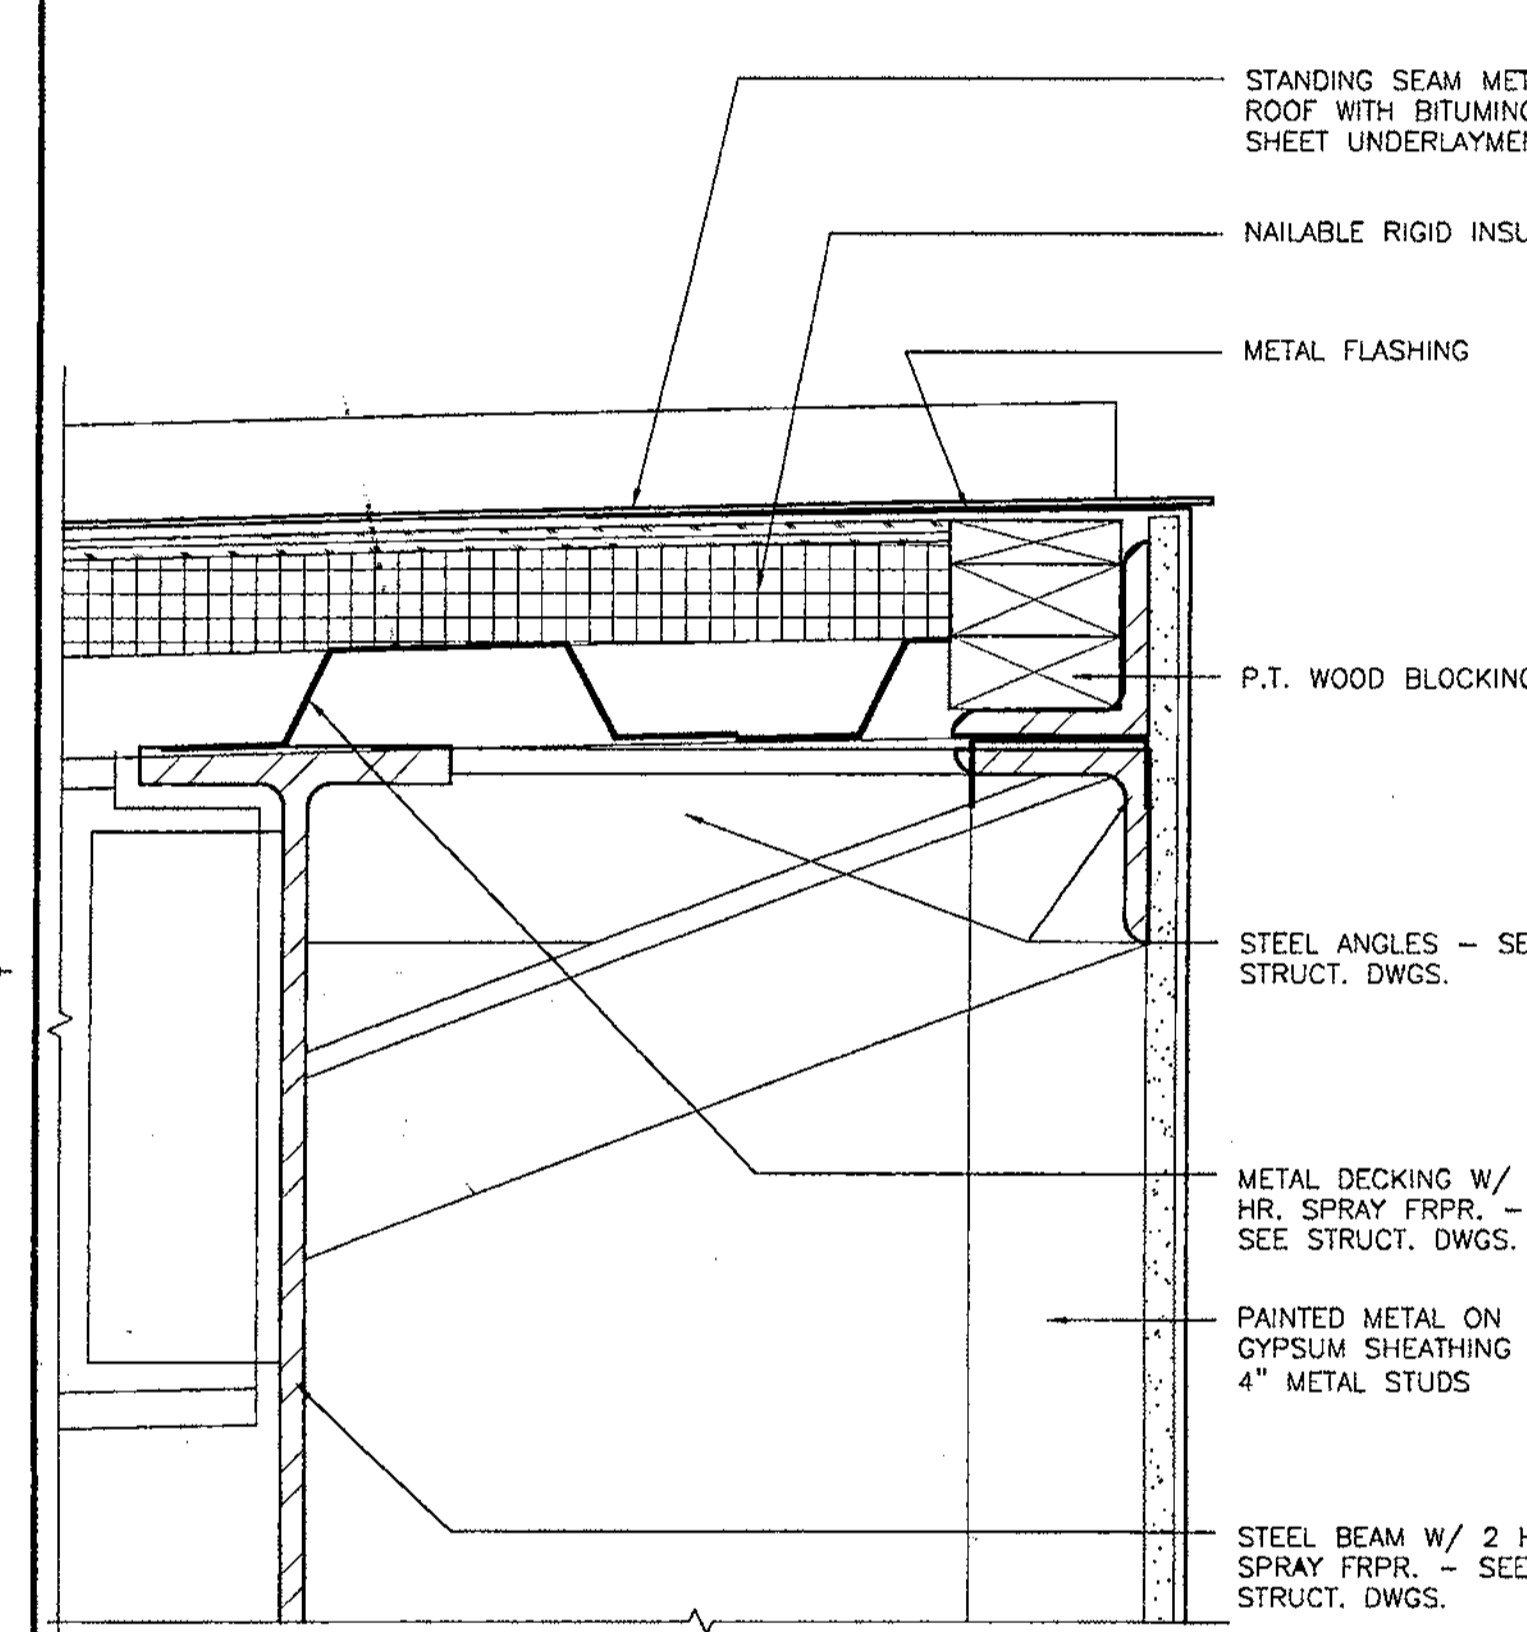 STANDING SEAM MET
ROOF WITH BITUMINO
SHEET UNDERLAYMEN
NAILABLE RIGID INSU
METAL FLASHING
P.T. WOOD BLOCKING
STEEL ANGLES – SE
STRUCT. DWGS.
METAL DECKING W/
HR. SPRAY FRPR. –
SEE STRUCT. DWGS.
PAINTED METAL ON
GYPSUM SHEATHING
4" METAL STUDS
STEEL BEAM W/ 2 H
SPRAY FRPR. – SEE
STRUCT. DWGS.